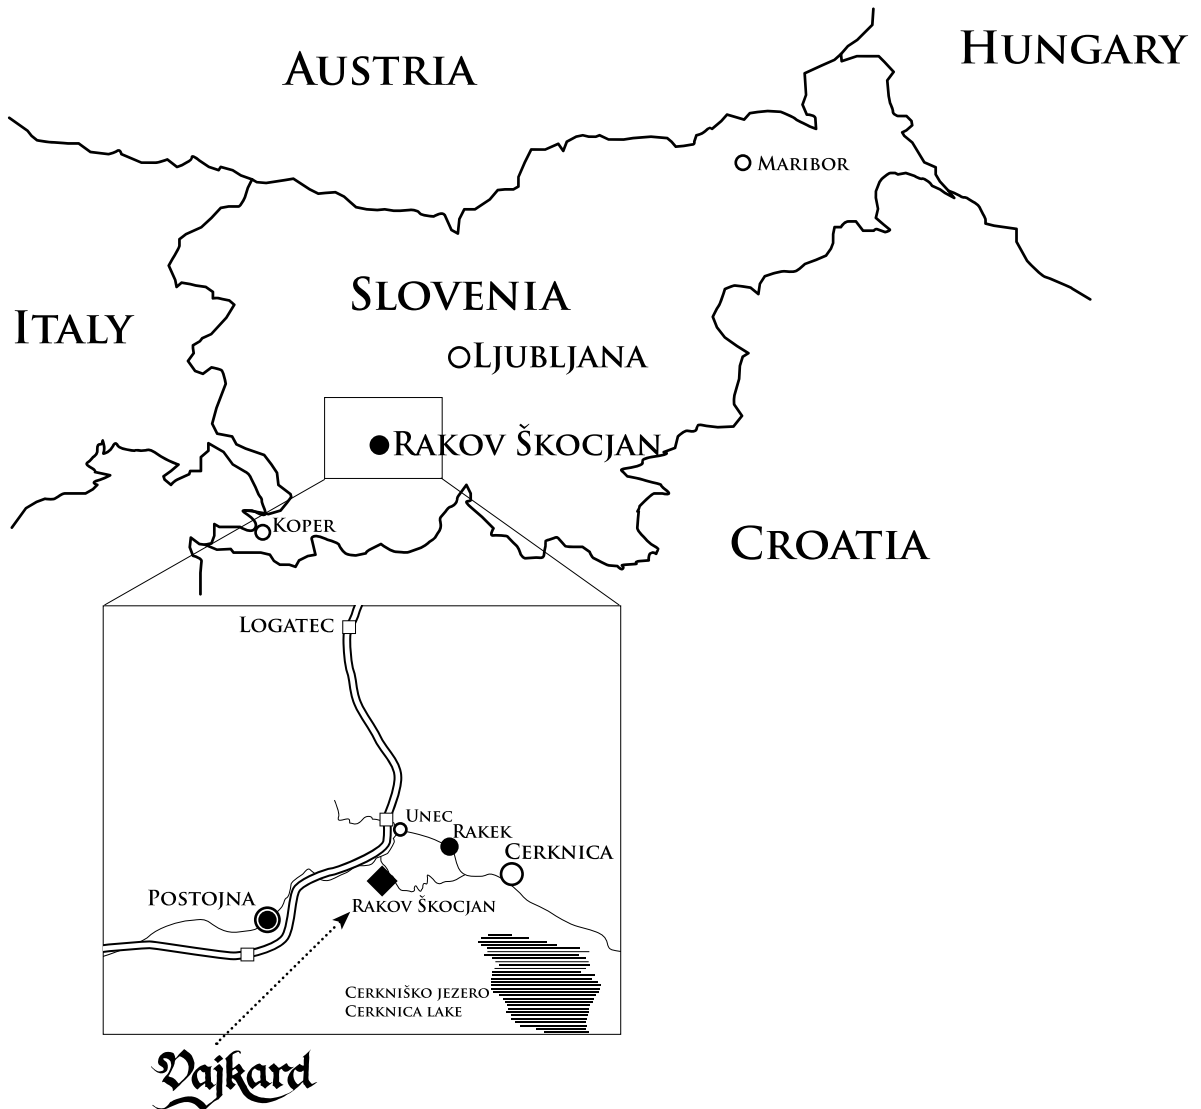 AUSTRIA
HUNGARY
MARIBOR
SLOVENIA
ITALY
LJUBLJANA
RAKOV ŠKOCJAN
KOPER
CROATIA
LOGATEC
UNEC
RAKEK
CERKNICA
POSTOJNA
RAKOV ŠKOCJAN
CERKNIŠKO JEZERO
CERKNICA LAKE
Vajkard